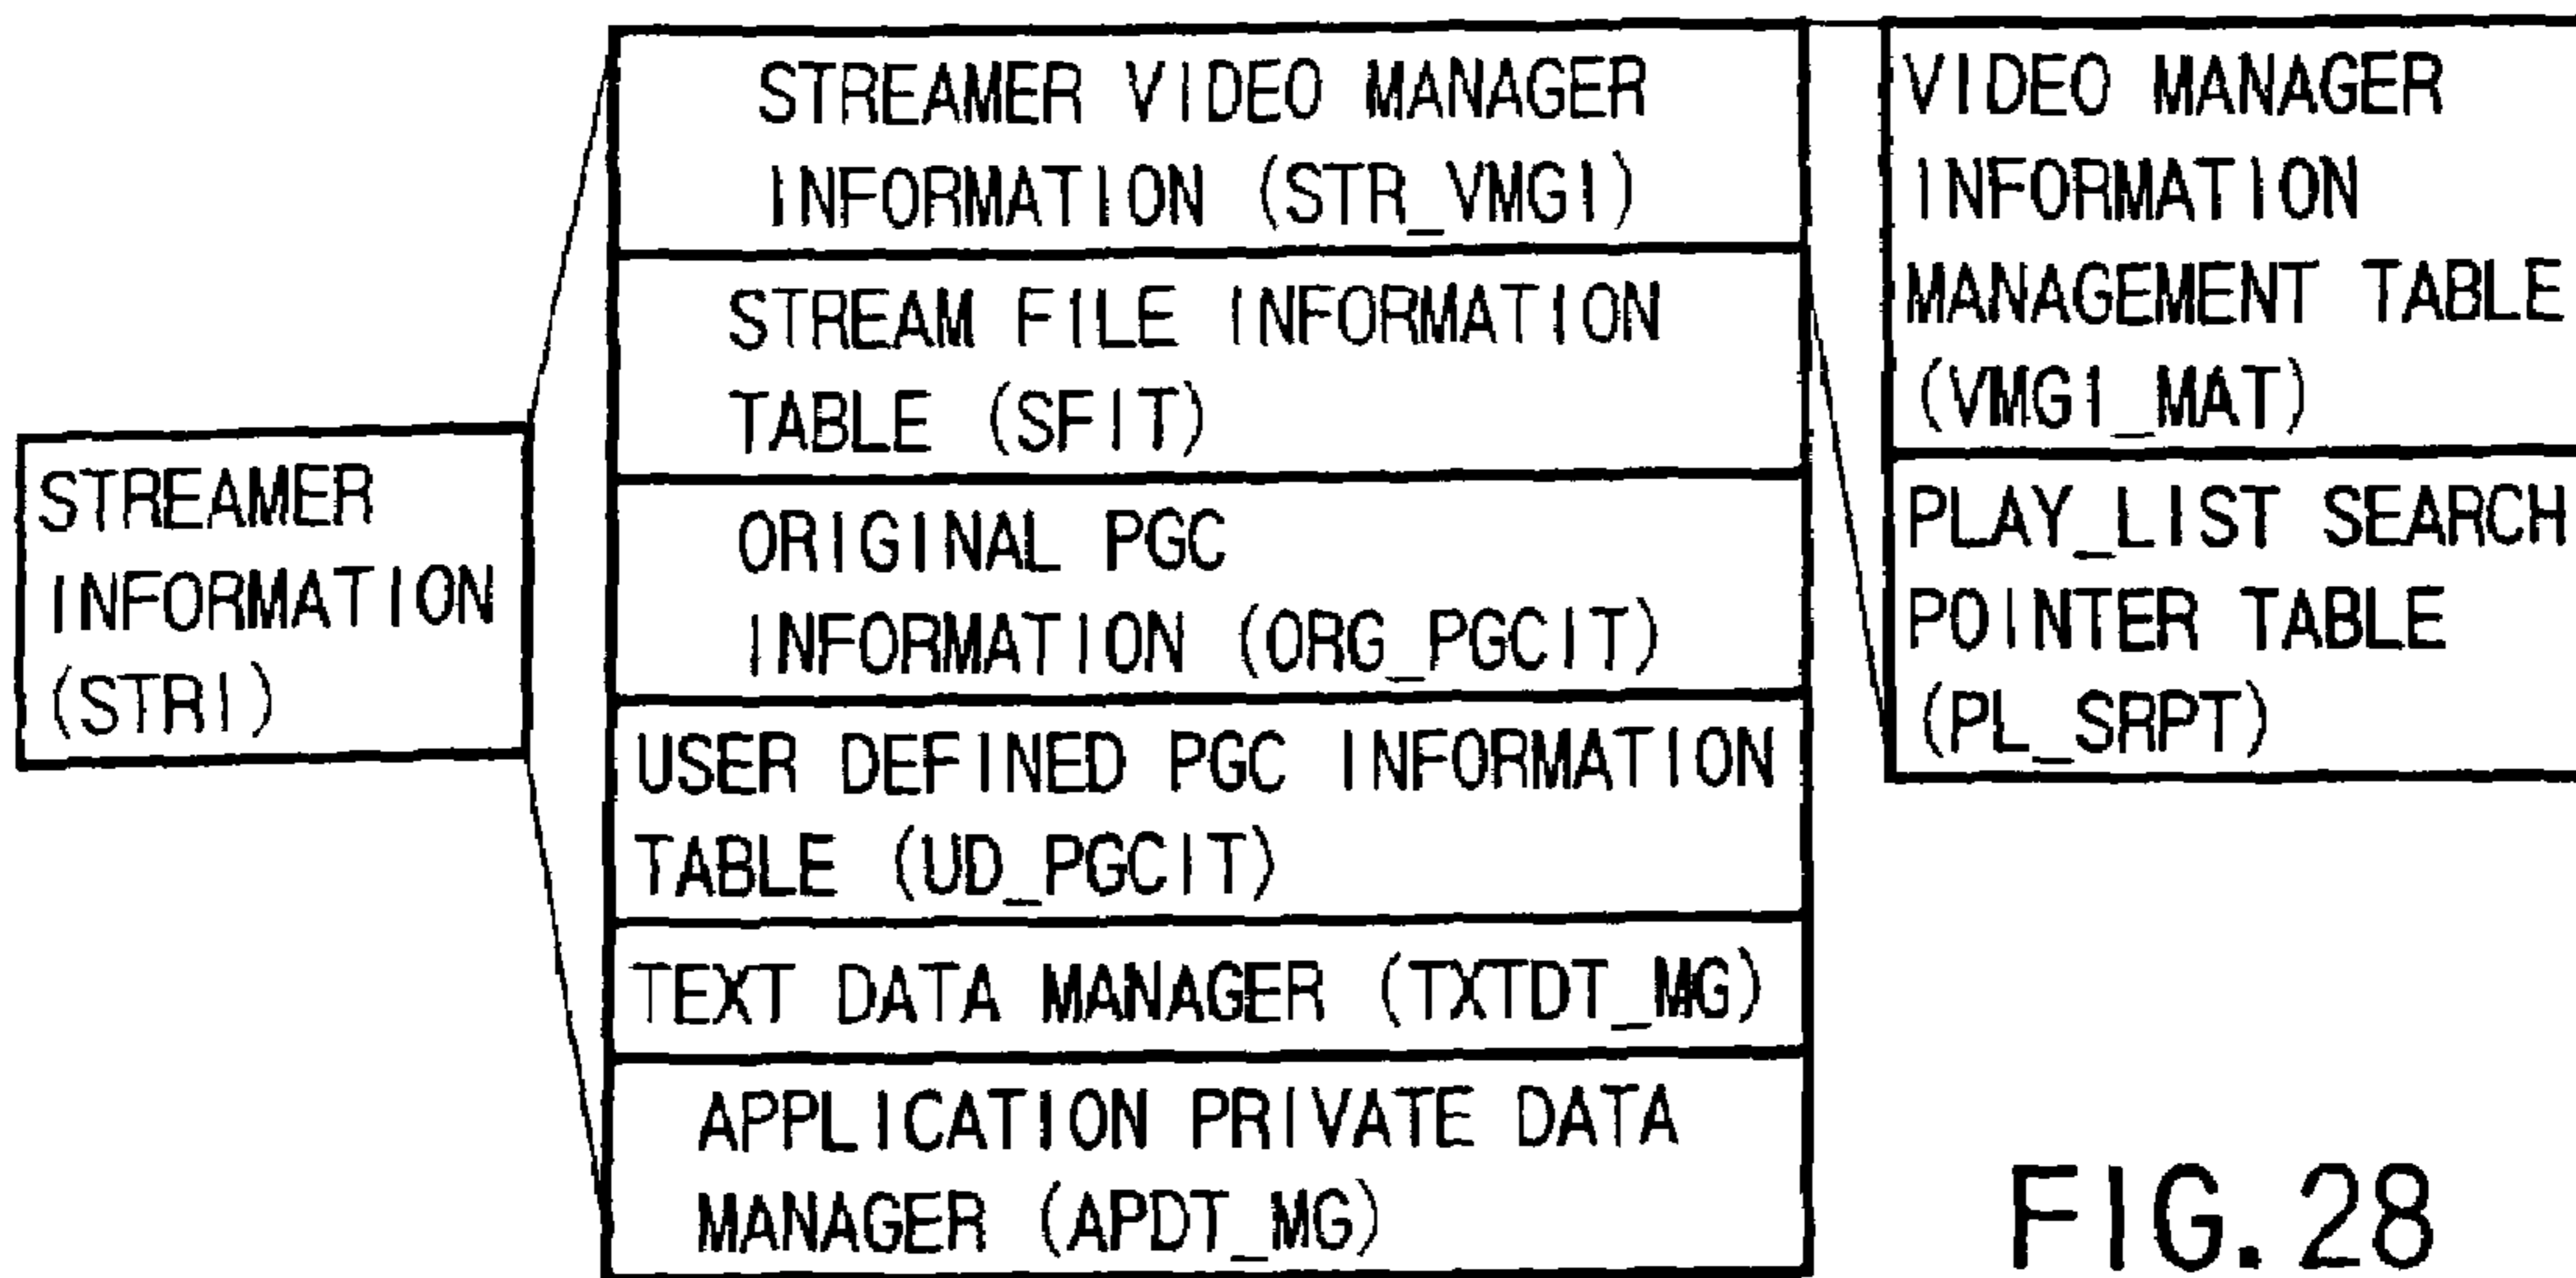 STREAMER
INFORMATION
(STRI)
STREAMER VIDEO MANAGER
INFORMATION (STR_VMGI)
STREAM FILE INFORMATION
TABLE (SFIT)
ORIGINAL PGC
INFORMATION (ORG_PGCIT)
USER DEFINED PGC INFORMATION
TABLE (UD_PGCIT)
TEXT DATA MANAGER (TXTDT_MG)
APPLICATION PRIVATE DATA
MANAGER (APDT_MG)
VIDEO MANAGER
INFORMATION
MANAGEMENT TABLE
(VMGI_MAT)
PLAY_LIST SEARCH
POINTER TABLE
(PL_SRPT)
FIG.28